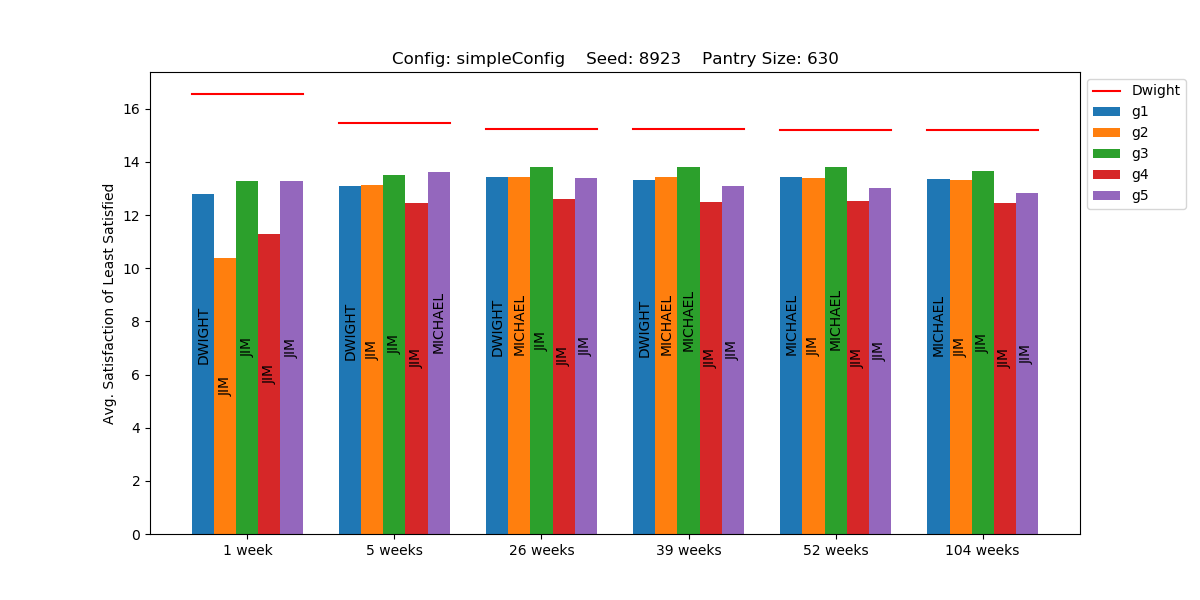 Config: simpleConfig    Seed: 8923    Pantry Size: 630
Avg. Satisfaction of Least Satisfied
16
14
12
10
8
6
4
2
0
DWIGHT
JIM
JIM
JIM
JIM
DWIGHT
JIM
JIM
JIM
MICHAEL
DWIGHT
MICHAEL
JIM
JIM
JIM
DWIGHT
MICHAEL
MICHAEL
JIM
JIM
MICHAEL
JIM
MICHAEL
JIM
JIM
MICHAEL
JIM
JIM
JIM
JIM
1 week
5 weeks
26 weeks
39 weeks
52 weeks
104 weeks
Dwight
g1
g2
g3
g4
g5